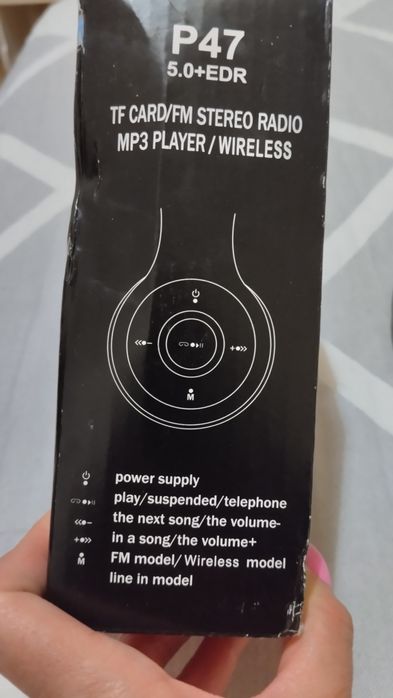 P47
5.0+EDR
TF CARD/FM STEREO RADIO
MP3 PLAYER / WIRELESS
M
power supply
play/suspended/telephone
the next song/the volume-
in a song/the volume+
M FM model/ Wireless model
line in model